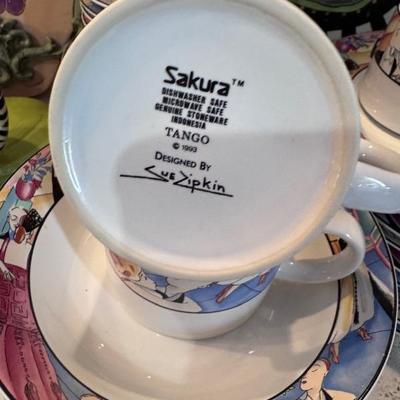 Sakura™
DISHWASHER SAFE
MICROWAVE SAFE
GENUINE STONEWARE
INDONESIA
TANGO
© 1993
DESIGNED BY
Sue Zipkin